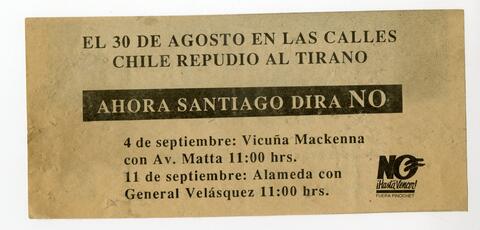 EL 30 DE AGOSTO EN LAS CALLES
CHILE REPUDIO AL TIRANO
AHORA SANTIAGO DIRA NO
4 de septiembre: Vicuña Mackenna
con Av. Matta 11:00 hrs.
11 de septiembre: Alameda con
General Velásquez 11:00 hrs.
NO
¡Hasta Vencer!
FUERA PINOCHET